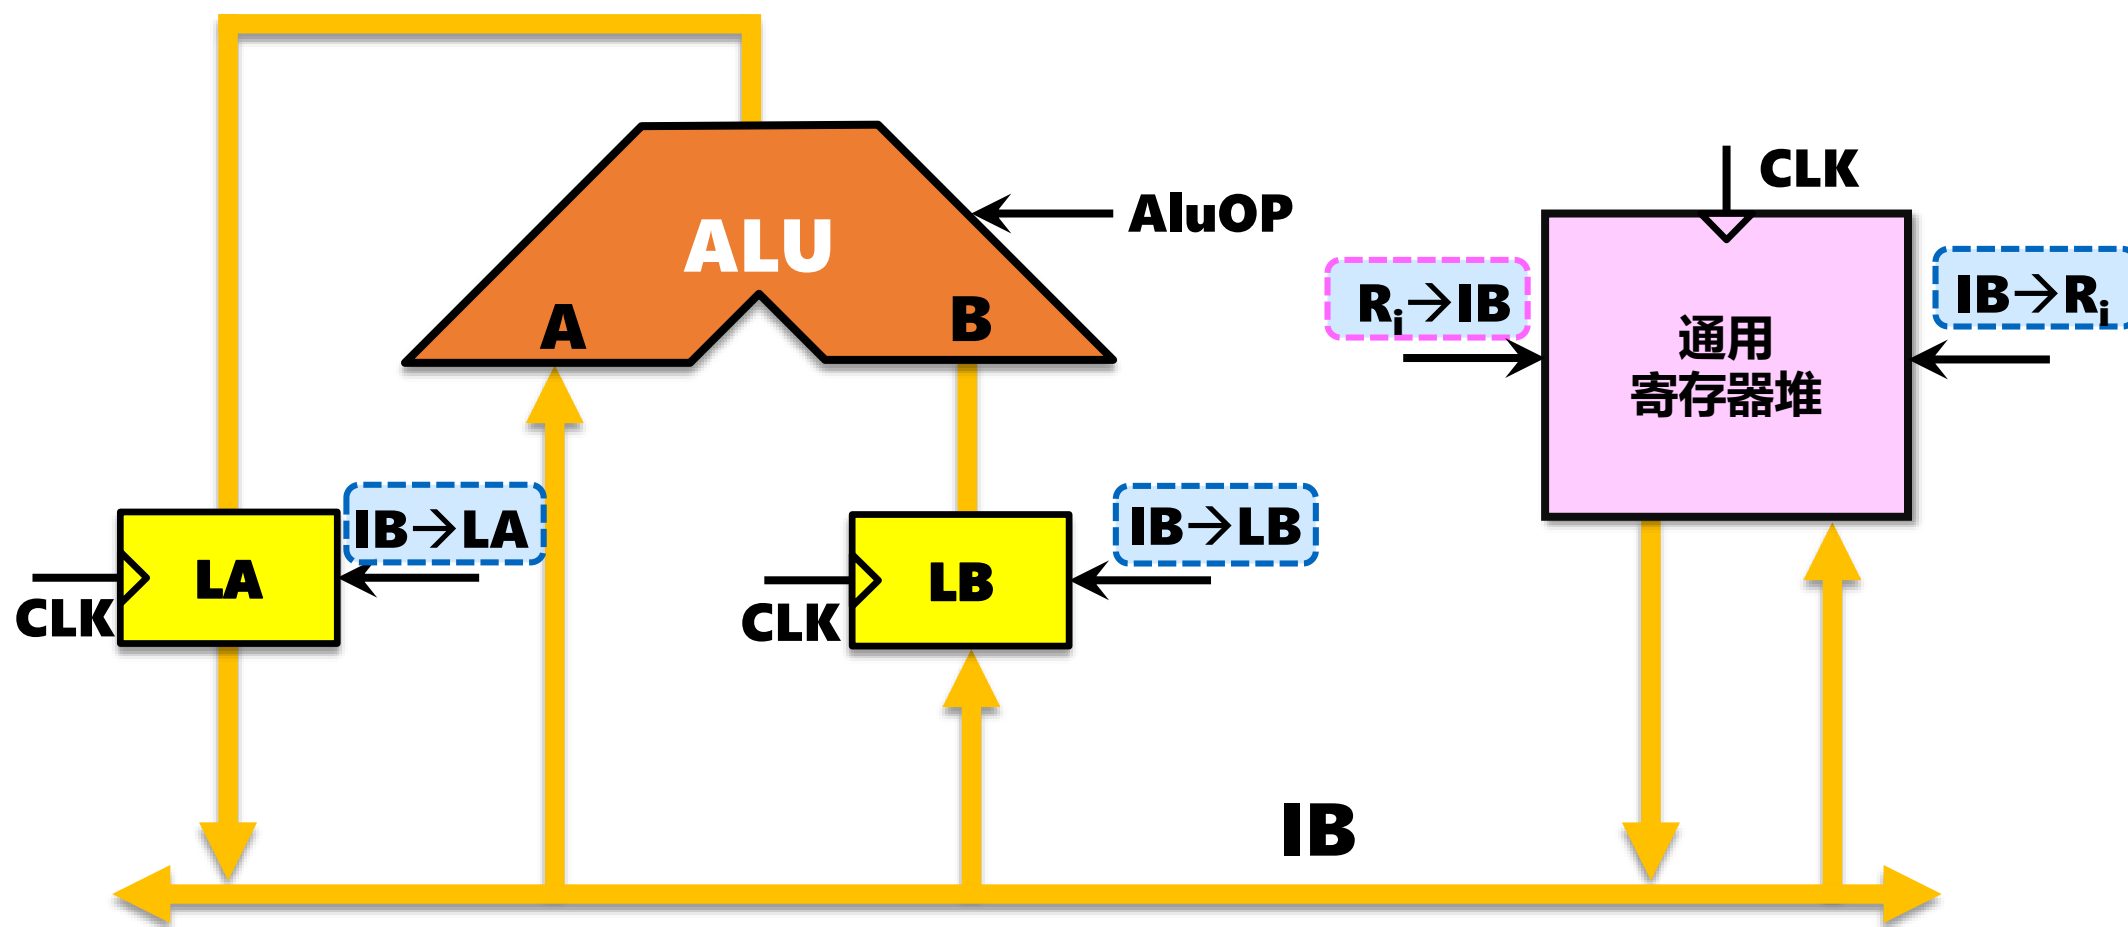 CLK
AluOP
ALU
Rᵢ→IB
IB→Rᵢ
A
B
通用
寄存器堆
IB→LA
IB→LB
LA
LB
CLK
CLK
IB